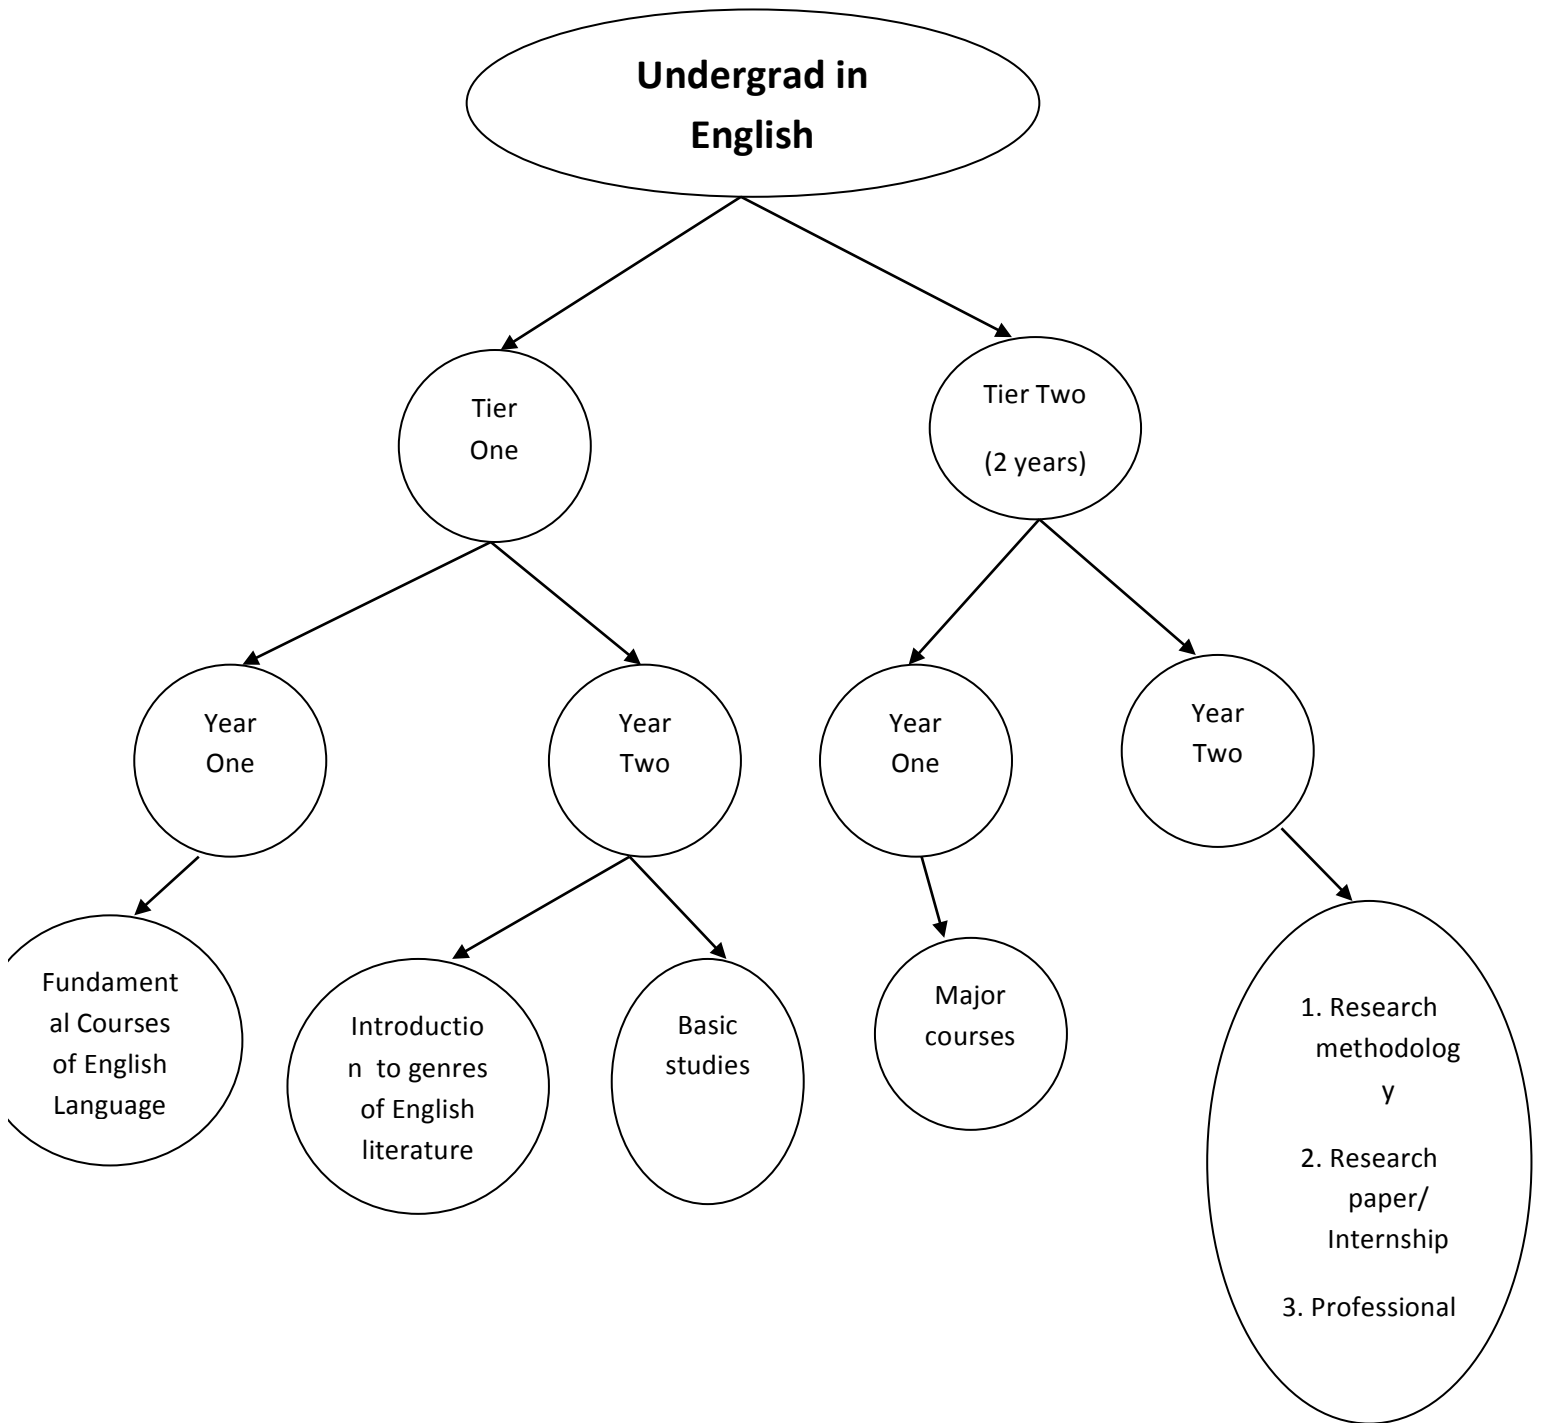 Undergrad in
English
Tier
One
Tier Two
(2 years)
Year
One
Year
Two
Year
One
Year
Two
Fundament
al Courses
of English
Language
Introductio
n to genres
of English
literature
Basic
studies
Major
courses
1. Research
methodolog
y
2. Research
paper/
Internship
3. Professional